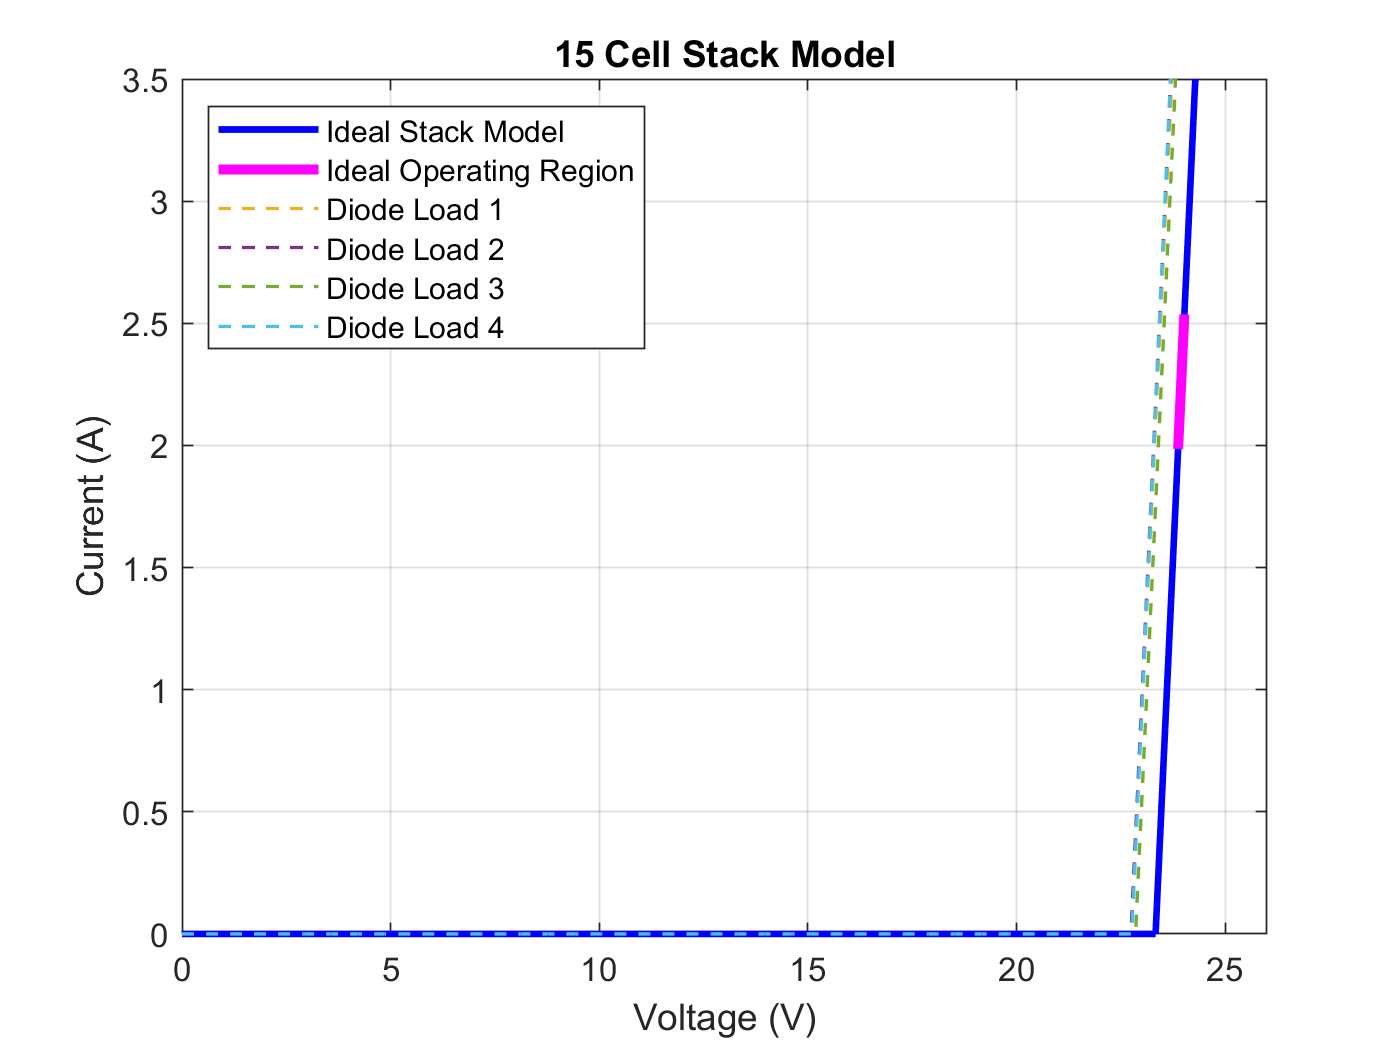 15 Cell Stack Model
3.5
3
2.5
2
1.5
1
0.5
0
Ideal Stack Model
Ideal Operating Region
Diode Load 1
Diode Load 2
Diode Load 3
Diode Load 4
Current (A)
0 5 10 15 20 25
Voltage (V)